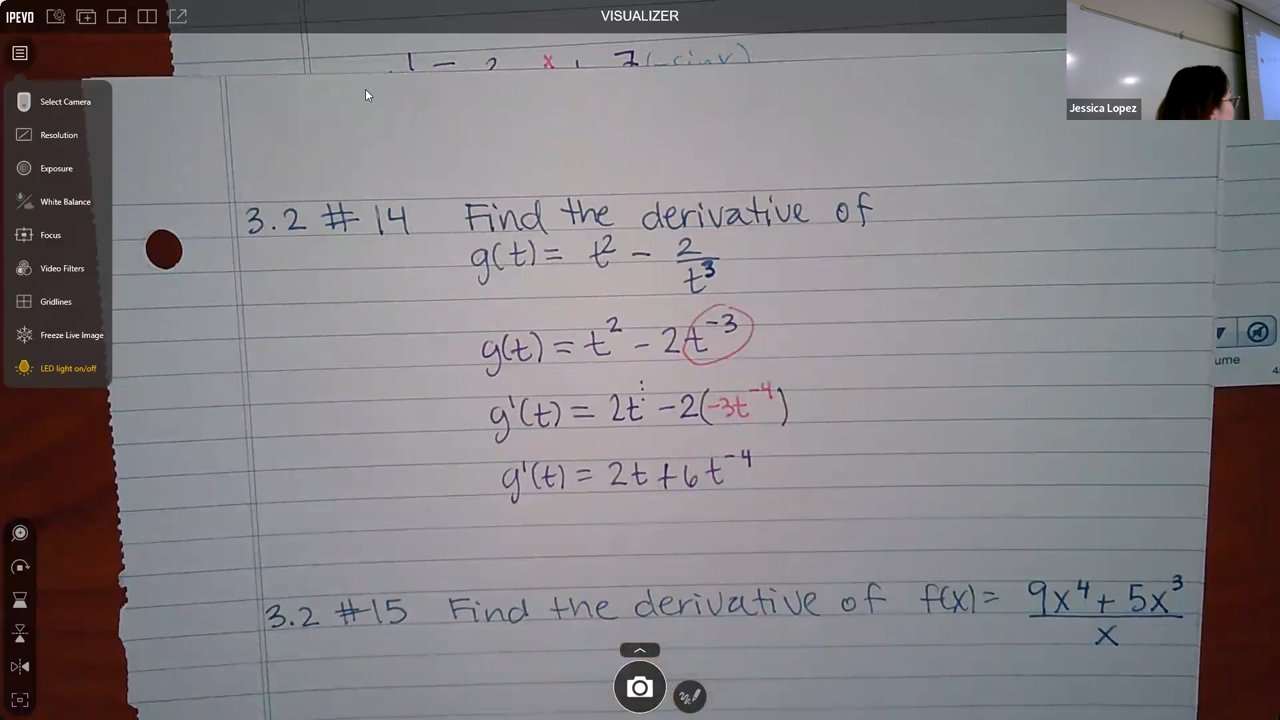 IPEVO
VISUALIZER
Jessica Lopez
Select Camera
Resolution
Exposure
White Balance
Focus
Video Filters
Gridlines
Freeze Live Image
LED light on/off
3.2 # 14 Find the derivative of
g(t) = t² - 2/t³
g(t) = t² - 2t⁻³
g'(t) = 2t - 2(-3t⁻⁴)
g'(t) = 2t + 6t⁻⁴
3.2 #15 Find the derivative of f(x) = (9x⁴ + 5x³)/x
ume